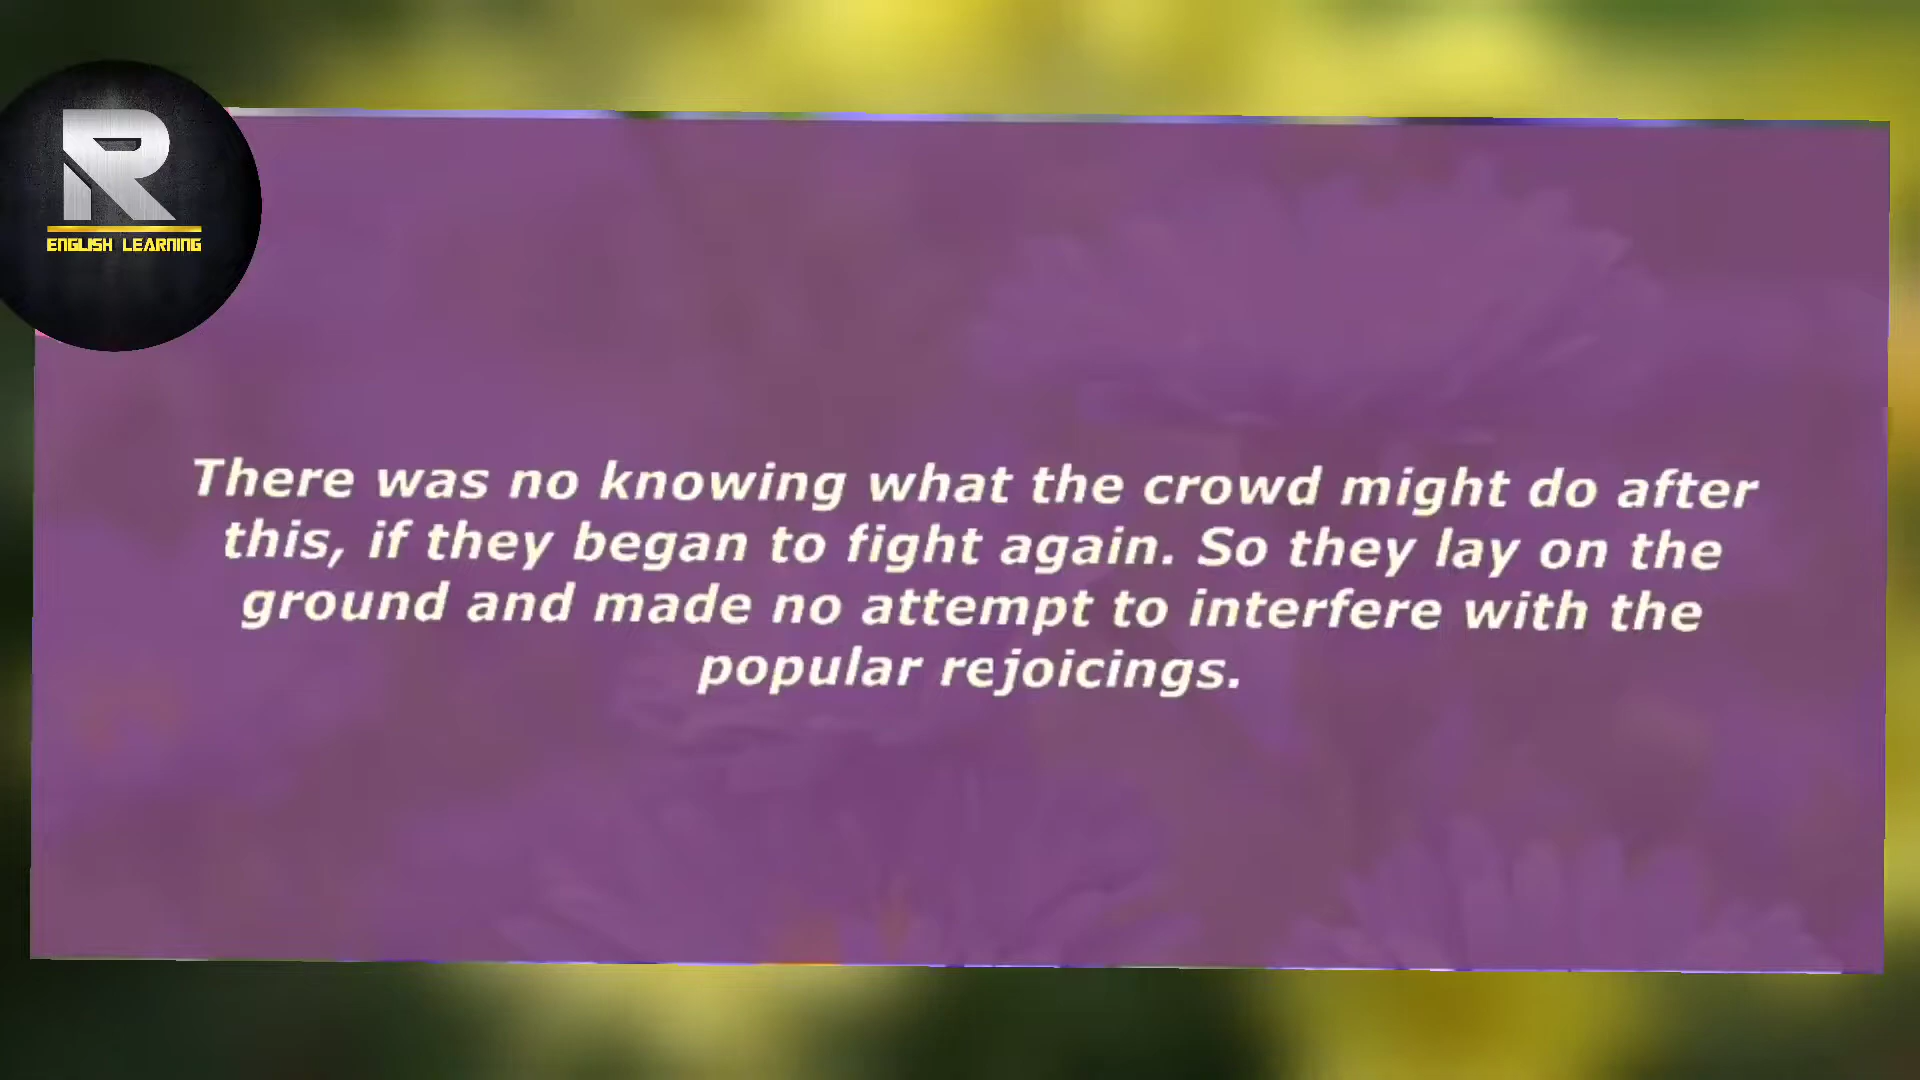 R
ENGLISH LEARNING
There was no knowing what the crowd might do after
this, if they began to fight again. So they lay on the
ground and made no attempt to interfere with the
popular rejoicings.